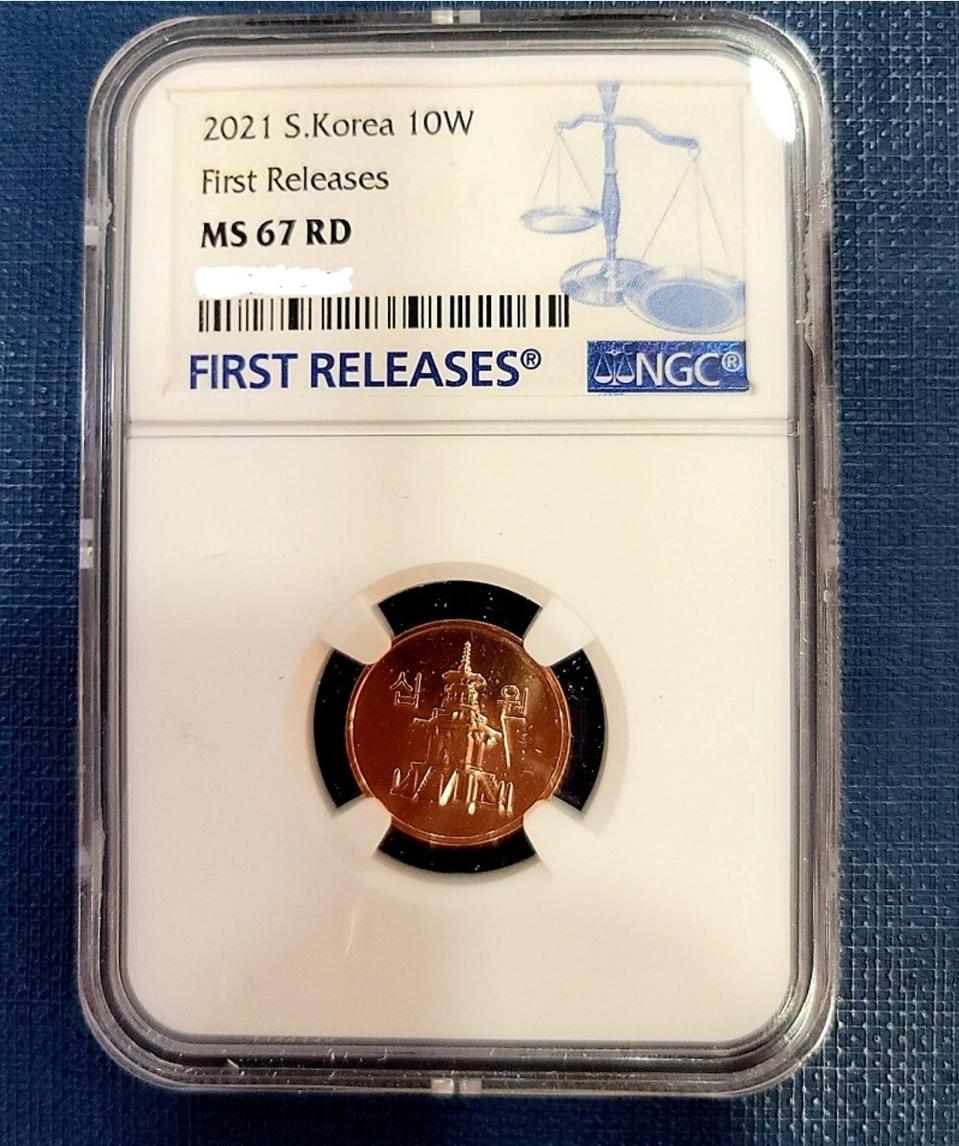 2021 S.Korea 10W
First Releases
MS 67 RD
FIRST RELEASES® NGC®
십 원